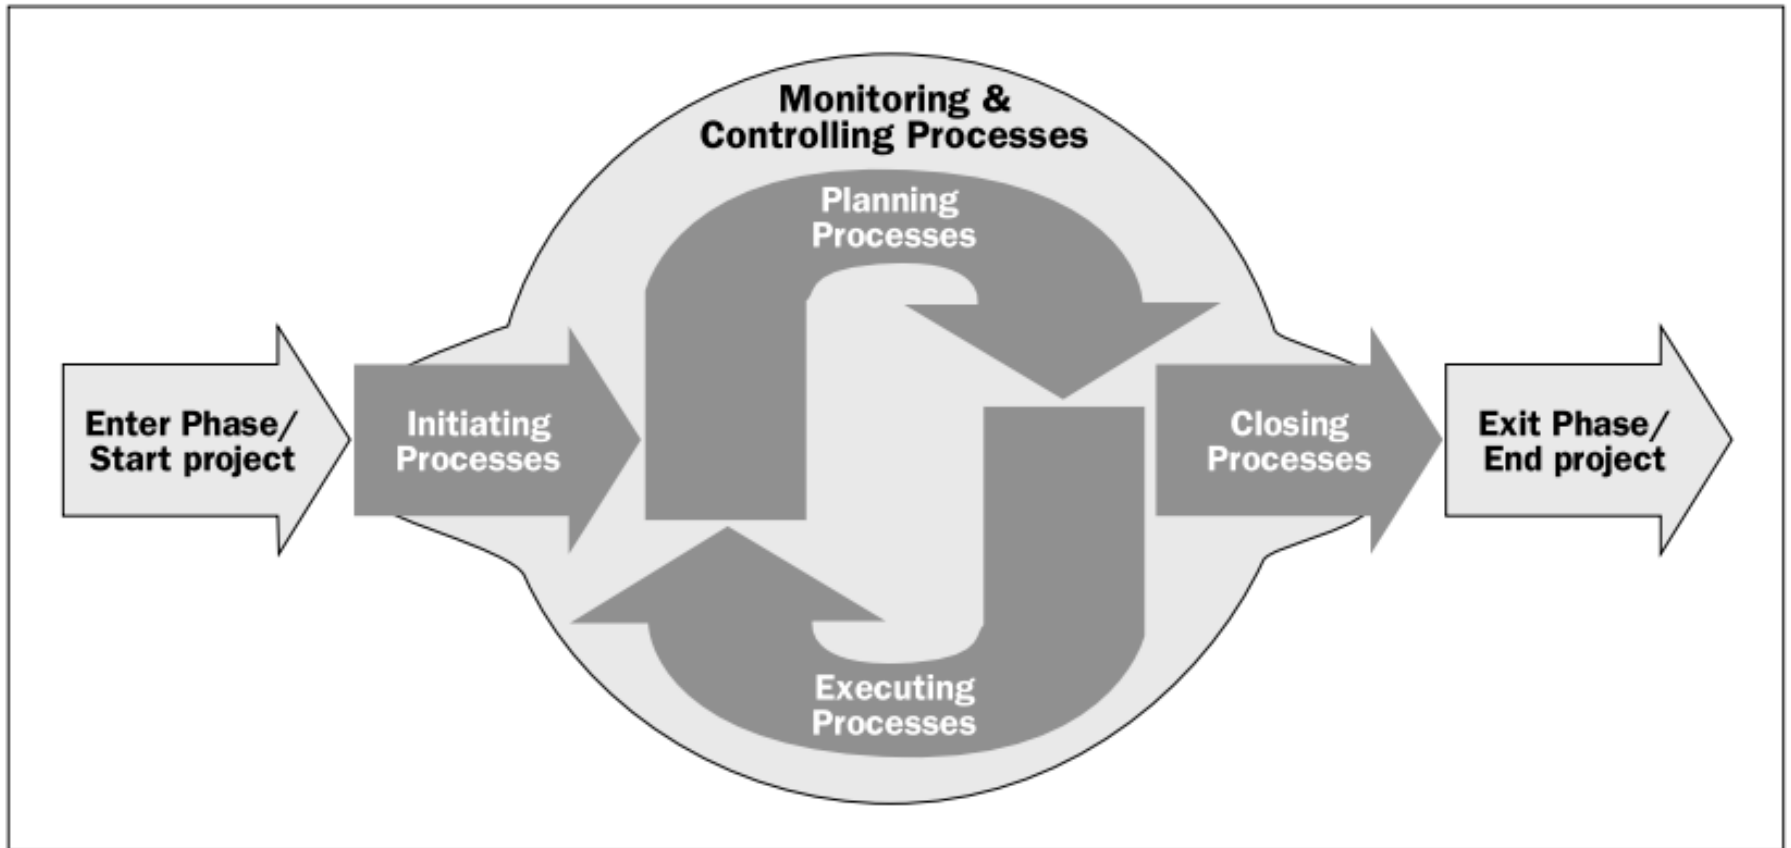 Monitoring &
Controlling Processes
Planning
Processes
Enter Phase/
Start project
Initiating
Processes
Closing
Processes
Exit Phase/
End project
Executing
Processes